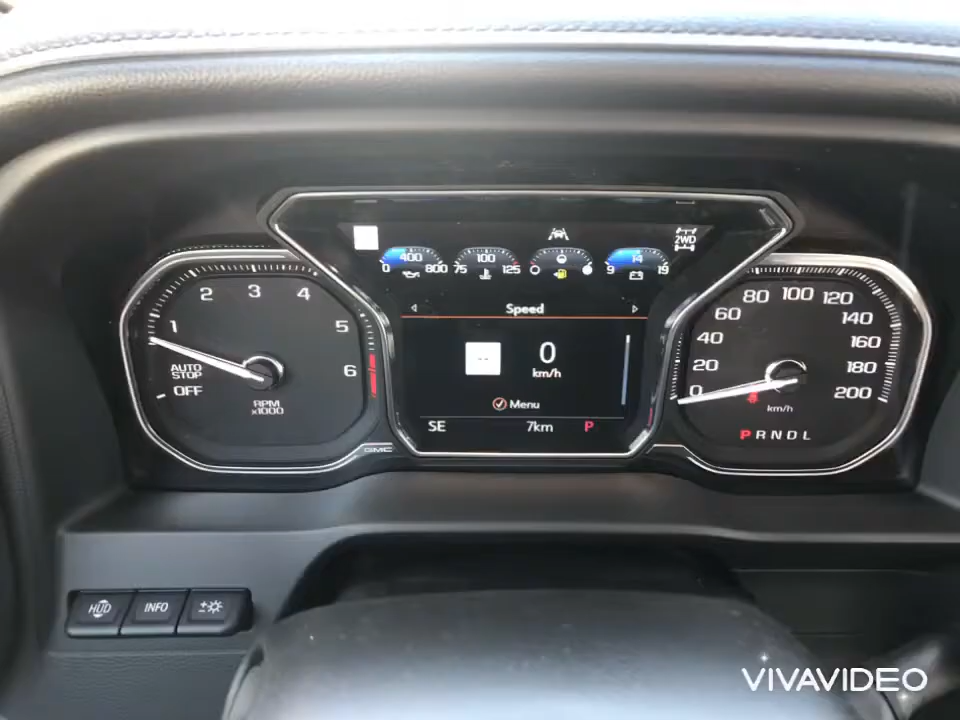 2 3 4
1 5
6
AUTO
STOP
OFF
RPM
x1000
GMC
400
0 800
100
75 125
14
9 19
2WD
Speed
--
0
km/h
Menu
SE 7km P
80 100 120
60 140
40 160
20 180
0 200
km/h
P R N D L
HUD INFO
VIVAVIDEO